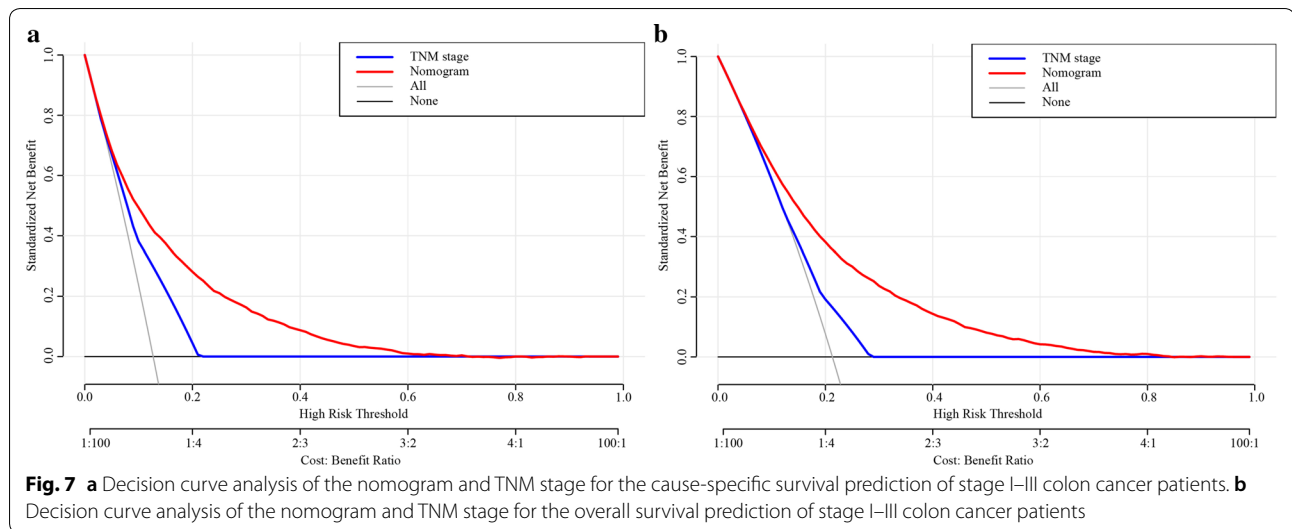 a
TNM stage
Nomogram
All
None
Standardized Net Benefit
1.0
0.8
0.6
0.4
0.2
0.0
0.0 0.2 0.4 0.6 0.8 1.0
High Risk Threshold
1:100 1:4 2:3 3:2 4:1 100:1
Cost: Benefit Ratio
b
TNM stage
Nomogram
All
None
Standardized Net Benefit
1.0
0.8
0.6
0.4
0.2
0.0
0.0 0.2 0.4 0.6 0.8 1.0
High Risk Threshold
1:100 1:4 2:3 3:2 4:1 100:1
Cost: Benefit Ratio
Fig. 7 a Decision curve analysis of the nomogram and TNM stage for the cause-specific survival prediction of stage I–III colon cancer patients. b
Decision curve analysis of the nomogram and TNM stage for the overall survival prediction of stage I–III colon cancer patients